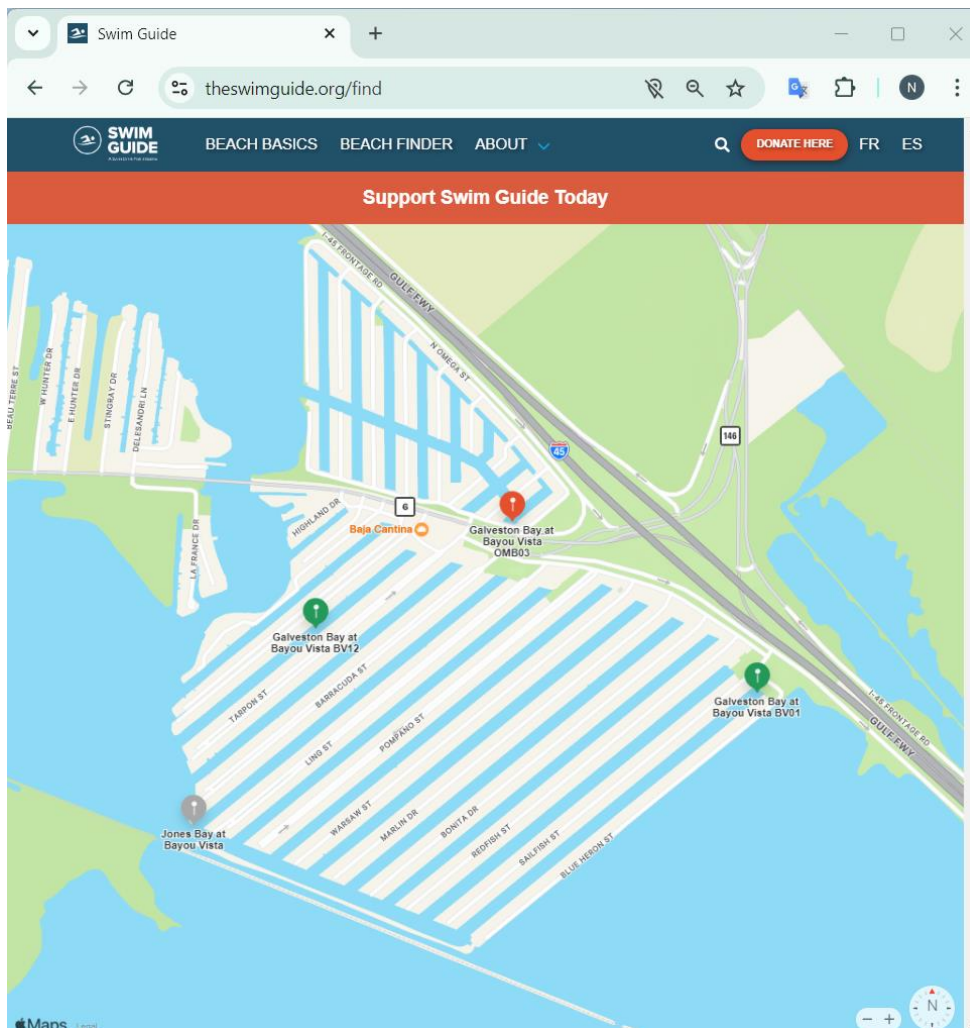 Swim Guide
theswimguide.org/find
N
SWIM
GUIDE
BEACH BASICS BEACH FINDER ABOUT
DONATE HERE
FR ES
Support Swim Guide Today
I-45 FRONTAGE RD
GULF FWY
N OMEGA ST
BEAU TERRE ST
W HUNTER DR
E HUNTER DR
STINGRAY DR
DELESANDRI LN
146
45
6
HIGHLAND DR
Baja Cantina
Galveston Bay at
Bayou Vista
OMB03
LA FRANCE DR
Galveston Bay at
Bayou Vista BV12
BARRACUDA ST
TARPON ST
Galveston Bay at
Bayou Vista BV01
I-45 FRONTAGE RD
GULF FWY
POMPANO ST
LING ST
Jones Bay at
Bayou Vista
WARSAW ST
MARLIN DR
BONITA DR
REDFISH ST
SAILFISH ST
BLUE HERON ST
N
Maps
Legal